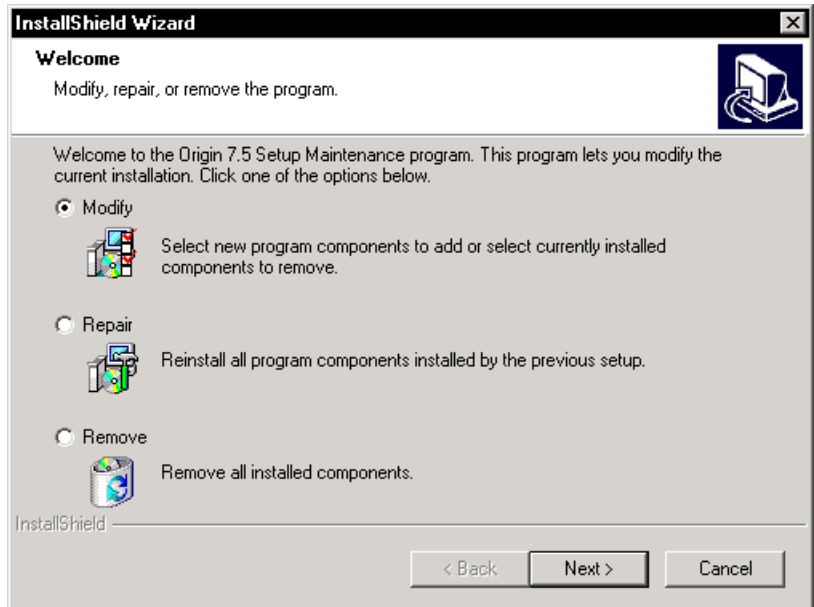 InstallShield Wizard
Welcome
Modify, repair, or remove the program.
Welcome to the Origin 7.5 Setup Maintenance program. This program lets you modify the
current installation. Click one of the options below.
Modify
Select new program components to add or select currently installed
components to remove.
Repair
Reinstall all program components installed by the previous setup.
Remove
Remove all installed components.
InstallShield
< Back
Next >
Cancel